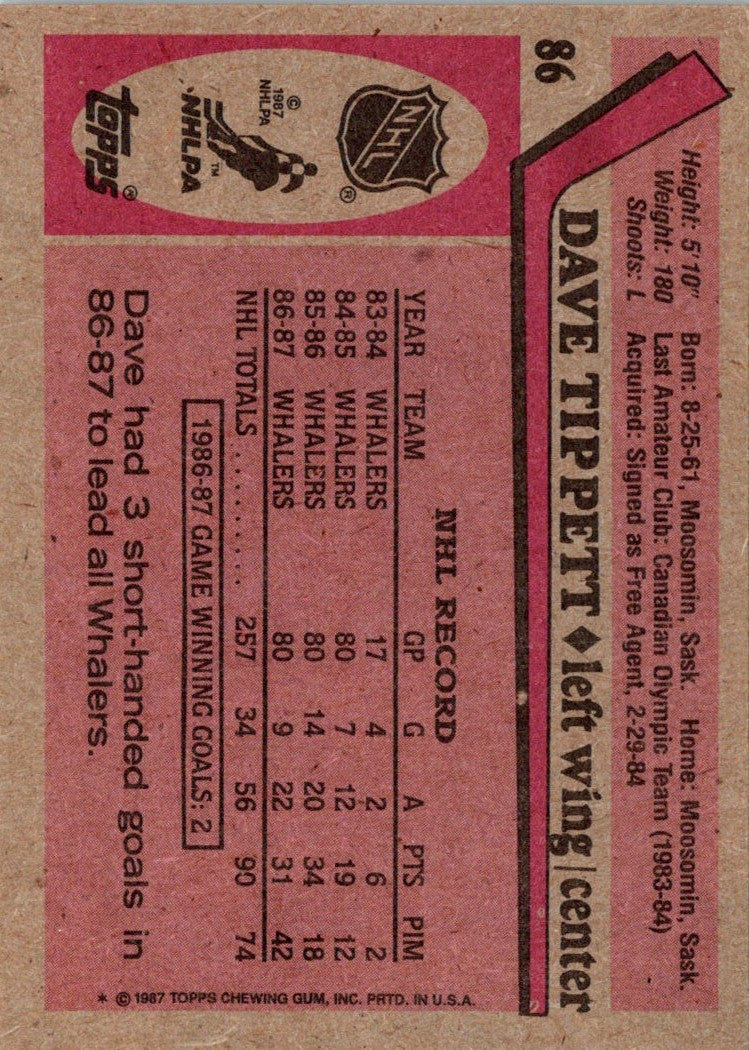 86
DAVE TIPPETT ♦ left wing/center
Height: 5'10" Born: 8-25-61, Moosomin, Sask. Home: Moosomin, Sask.
Weight: 180 Last Amateur Club: Canadian Olympic Team (1983-84)
Shoots: L Acquired: Signed as Free Agent, 2-29-84
NHL
®
© 1987 NHLPA
NHLPA
™
TOPPS
®
NHL RECORD
YEAR TEAM GP G A PTS PIM
83-84 WHALERS 17 4 2 6 2
84-85 WHALERS 80 7 12 19 12
85-86 WHALERS 80 14 20 34 18
86-87 WHALERS 80 9 22 31 42
NHL TOTALS .......... 257 34 56 90 74
1986-87 GAME WINNING GOALS: 2
Dave had 3 short-handed goals in
86-87 to lead all Whalers.
* © 1987 TOPPS CHEWING GUM, INC. PRTD. IN U.S.A.